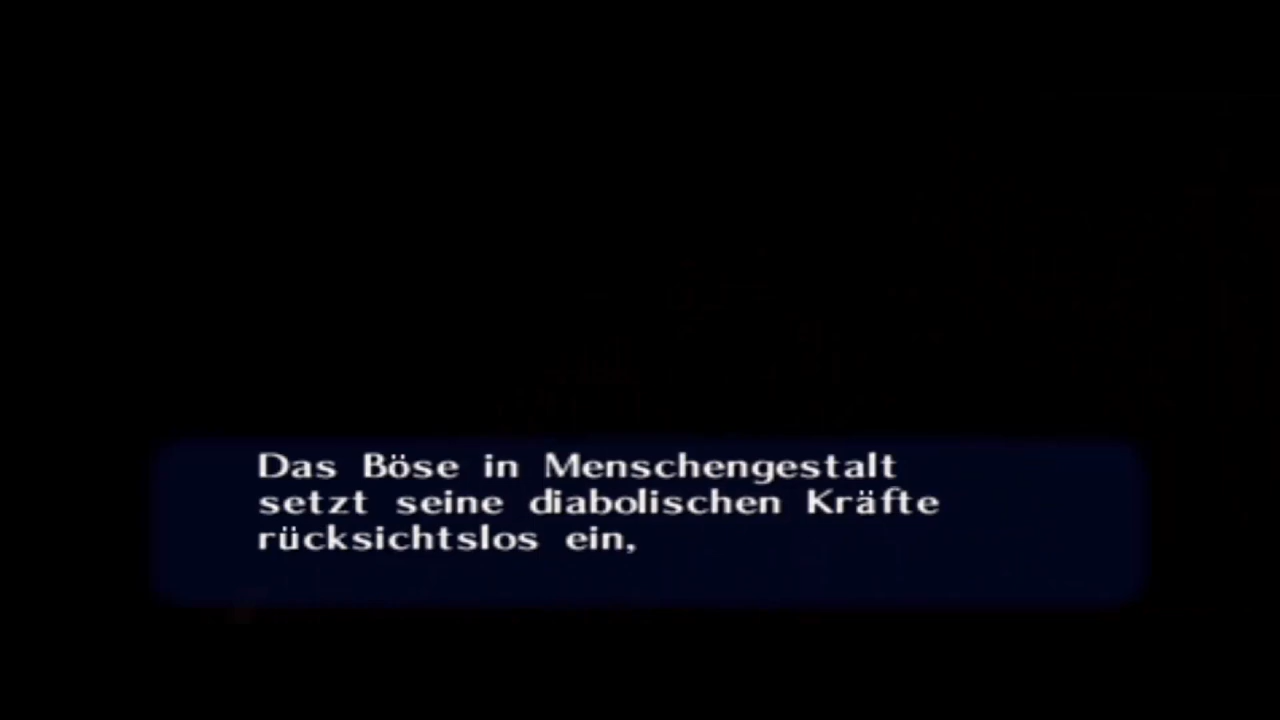 Das Böse in Menschengestalt
setzt seine diabolischen Kräfte
rücksichtslos ein,